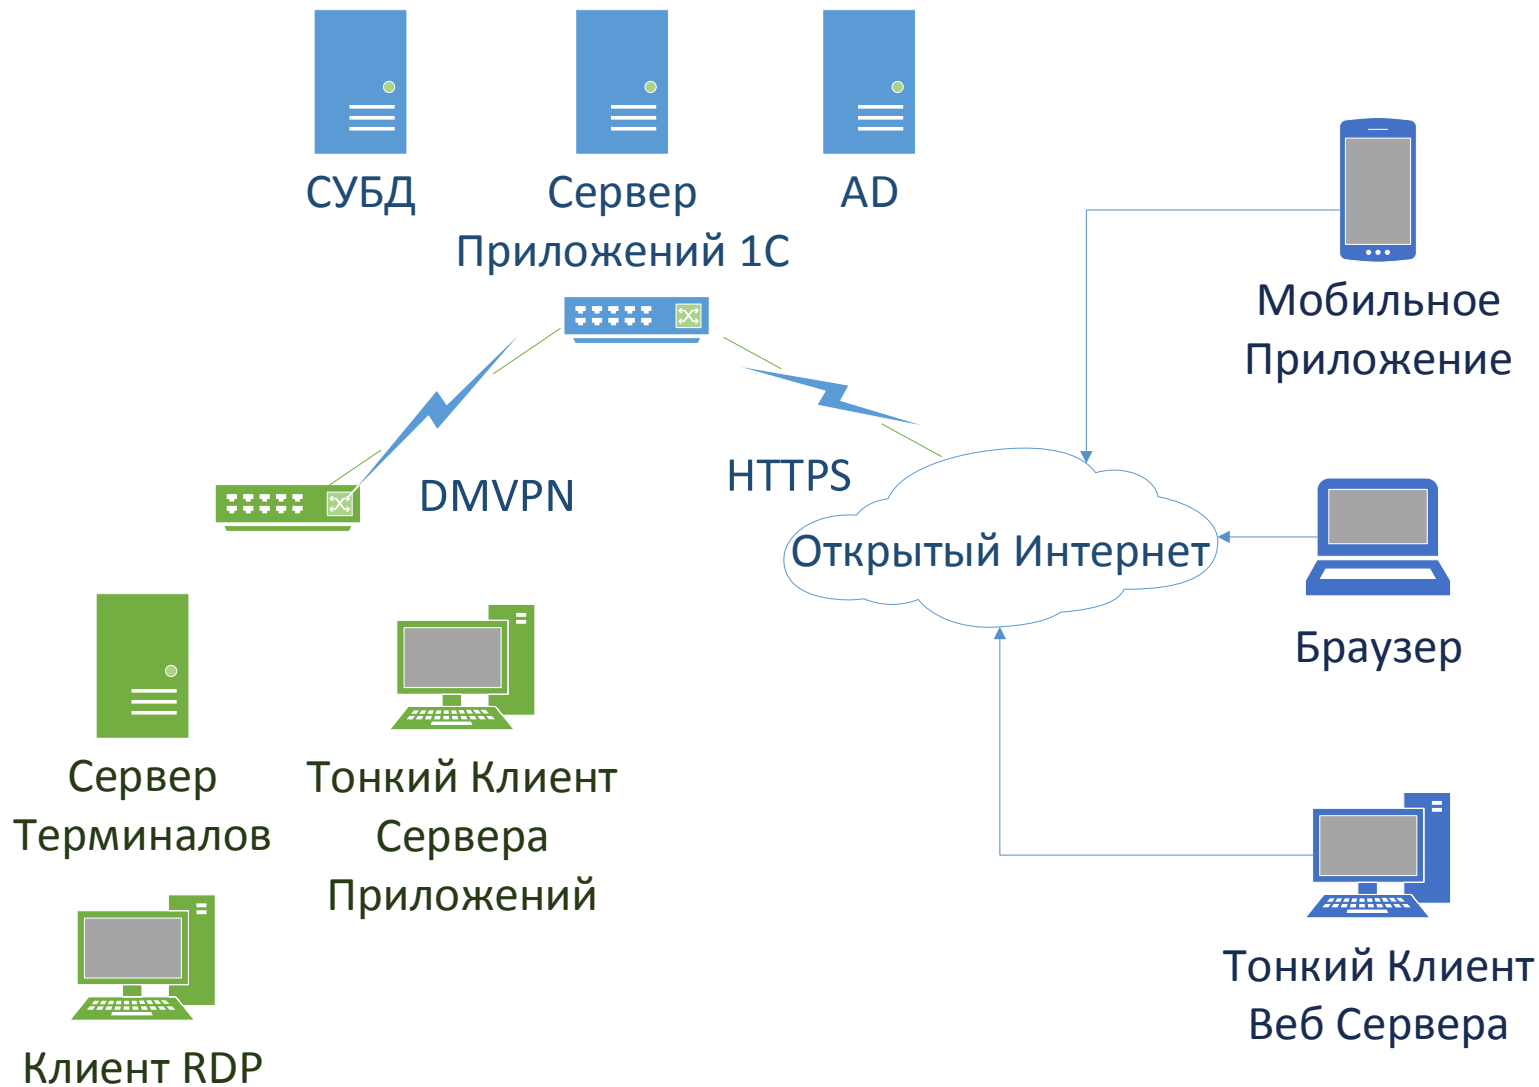 СУБД
Сервер
Приложений 1С
AD
Мобильное
Приложение
HTTPS
DMVPN
Открытый Интернет
Браузер
Сервер
Терминалов
Тонкий Клиент
Сервера
Приложений
Клиент RDP
Тонкий Клиент
Веб Сервера